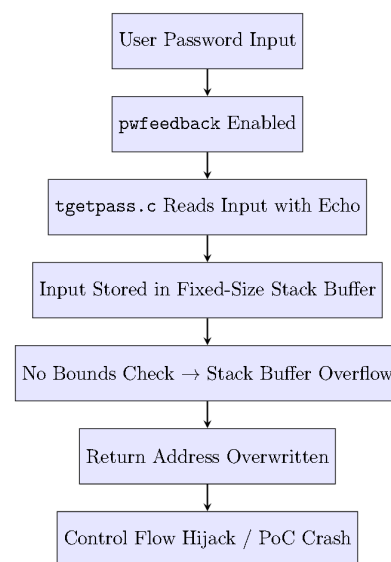 User Password Input
pwfeedback Enabled
tgetpass.c Reads Input with Echo
Input Stored in Fixed-Size Stack Buffer
No Bounds Check → Stack Buffer Overflow
Return Address Overwritten
Control Flow Hijack / PoC Crash